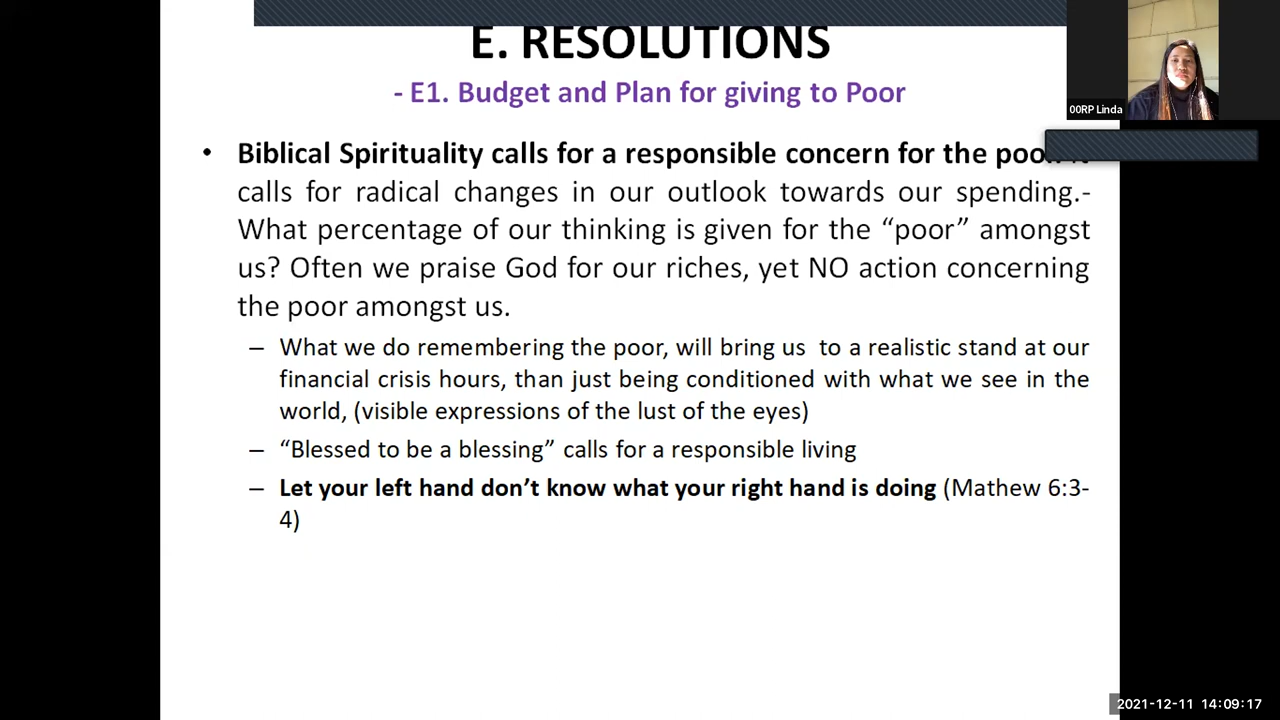 E. RESOLUTIONS
- E1. Budget and Plan for giving to Poor
00RP Linda
• Biblical Spirituality calls for a responsible concern for the
calls for radical changes in our outlook towards our spending.-
What percentage of our thinking is given for the “poor” amongst
us? Often we praise God for our riches, yet NO action concerning
the poor amongst us.
– What we do remembering the poor, will bring us to a realistic stand at our
financial crisis hours, than just being conditioned with what we see in the
world, (visible expressions of the lust of the eyes)
– “Blessed to be a blessing” calls for a responsible living
– Let your left hand don’t know what your right hand is doing (Mathew 6:3-
4)
2021-12-11 14:09:17